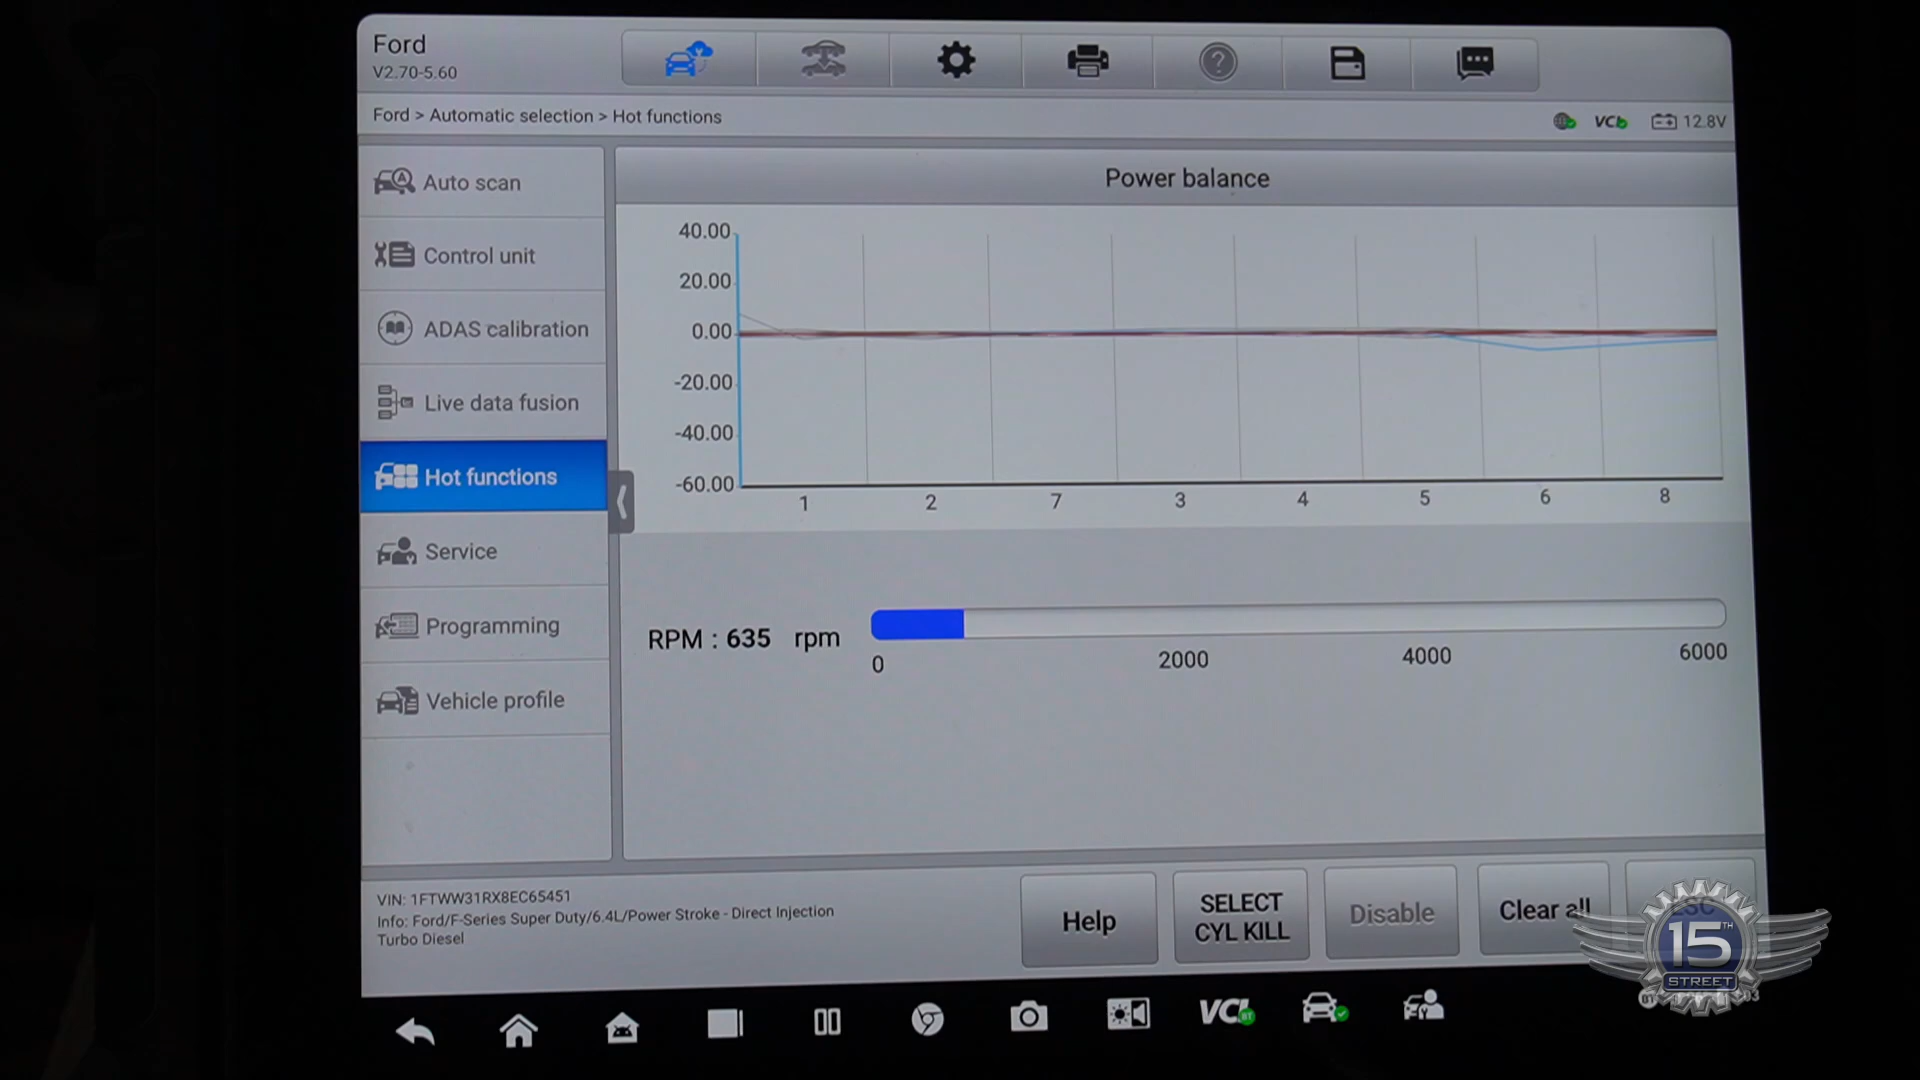 Ford
V2.70-5.60
Ford > Automatic selection > Hot functions
VCI
12.8V
Auto scan
Control unit
ADAS calibration
Live data fusion
Hot functions
Service
Programming
Vehicle profile
Power balance
40.00
20.00
0.00
-20.00
-40.00
-60.00
1 2 7 3 4 5 6 8
RPM : 635 rpm
0 2000 4000 6000
VIN: 1FTWW31RX8EC65451
Info: Ford/F-Series Super Duty/6.4L/Power Stroke - Direct Injection
Turbo Diesel
Help
SELECT
CYL KILL
Disable
Clear all
ESC
15TH
STREET
VCI
BT